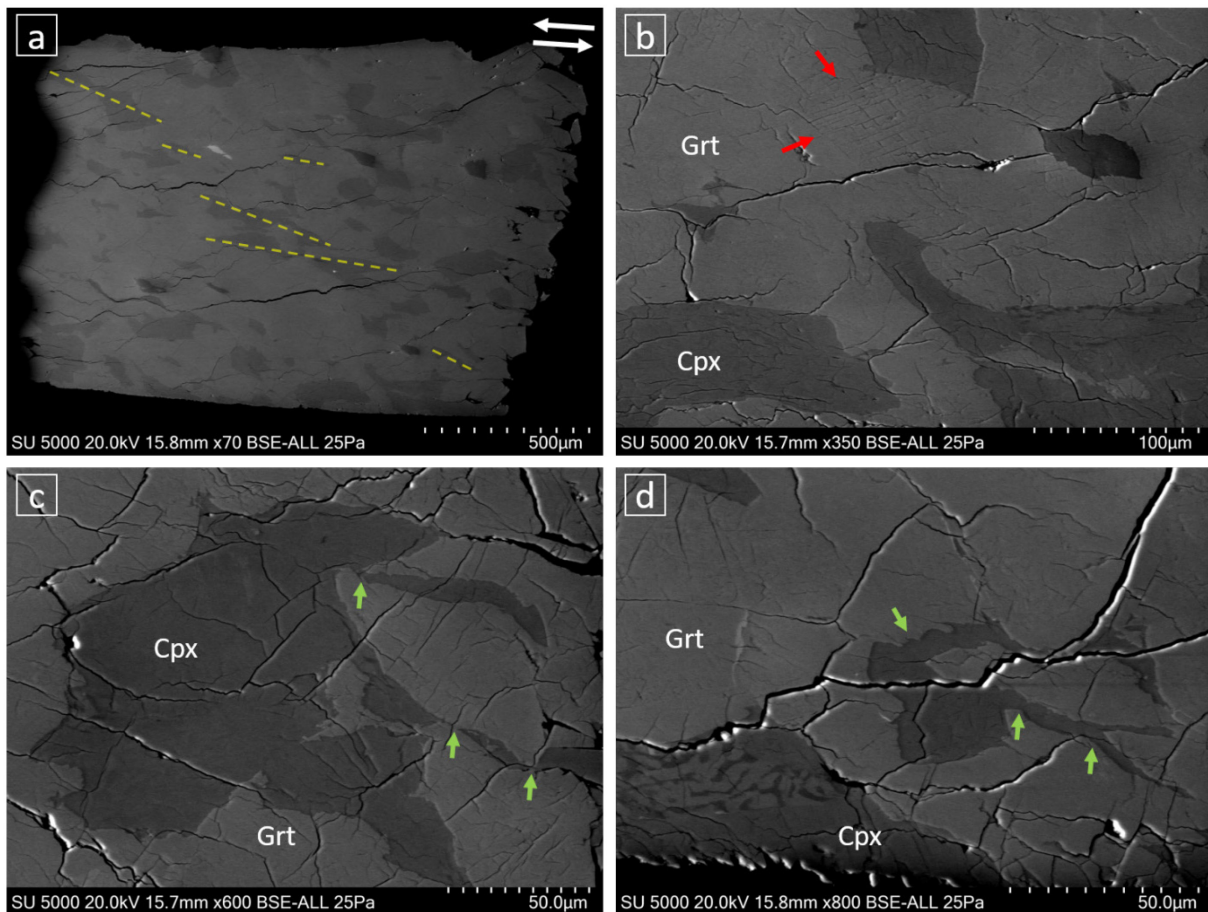 a
SU 5000 20.0kV 15.8mm x70 BSE-ALL 25Pa
500µm
b
Grt
Cpx
SU 5000 20.0kV 15.7mm x350 BSE-ALL 25Pa
100µm
c
Cpx
Grt
SU 5000 20.0kV 15.7mm x600 BSE-ALL 25Pa
50.0µm
d
Grt
Cpx
SU 5000 20.0kV 15.8mm x800 BSE-ALL 25Pa
50.0µm